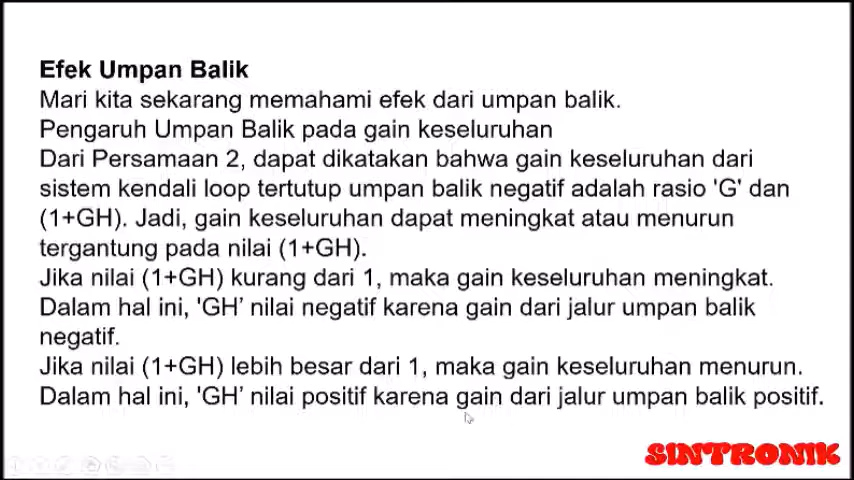 Efek Umpan Balik
Mari kita sekarang memahami efek dari umpan balik.
Pengaruh Umpan Balik pada gain keseluruhan
Dari Persamaan 2, dapat dikatakan bahwa gain keseluruhan dari
sistem kendali loop tertutup umpan balik negatif adalah rasio 'G' dan
(1+GH). Jadi, gain keseluruhan dapat meningkat atau menurun
tergantung pada nilai (1+GH).
Jika nilai (1+GH) kurang dari 1, maka gain keseluruhan meningkat.
Dalam hal ini, 'GH’ nilai negatif karena gain dari jalur umpan balik
negatif.
Jika nilai (1+GH) lebih besar dari 1, maka gain keseluruhan menurun.
Dalam hal ini, 'GH’ nilai positif karena gain dari jalur umpan balik positif.
SINTRONIK